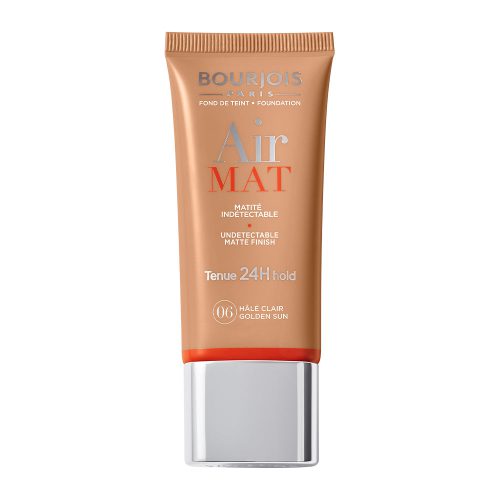 BOURJOIS
PARIS
FOND DE TEINT • FOUNDATION
Air
MAT
MATITÉ
INDÉTECTABLE
•
UNDETECTABLE
MATTE FINISH
Tenue 24H hold
06 HÂLE CLAIR
GOLDEN SUN